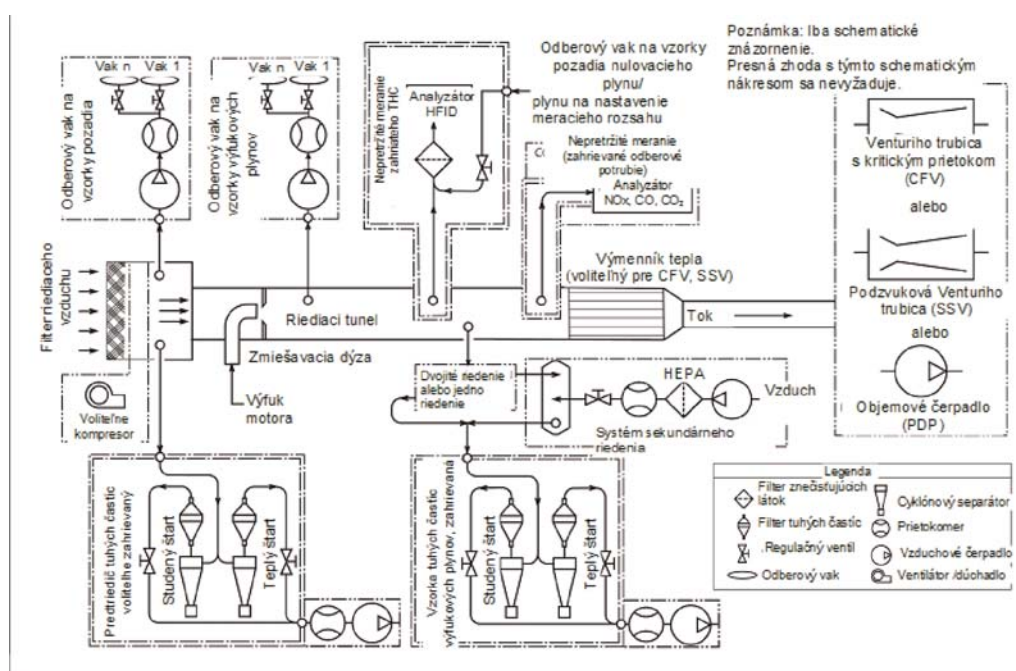 Poznámka: Iba schematické
znázornenie.
Presná zhoda s týmto schematickým
nákresom sa nevyžaduje.
Vak n
Vak 1
Odberový vak na
vzorky pozadia
Vak n
Vak 1
Odberový vak na
vzorky výfukových
plynov
Nepretržité meranie
zahriateho THC
Analyzátor
HFID
Odberový vak na vzorky
pozadia nulovacieho
plynu/
plynu na nastavenie
meracieho rozsahu
Nepretržité meranie
(zahrievané odberové
potrubie)
Analyzátor
NOx, CO, CO₂
Venturiho trubica
s kritickým prietokom
(CFV)
alebo
Podzvuková Venturiho
trubica (SSV)
alebo
Objemové čerpadlo
(PDP)
Filter riediaceho
vzduchu
Riediaci tunel
Zmiešavacia dýza
Výmenník tepla
(voliteľný pre CFV, SSV)
Tok
Voliteľne
kompresor
Výfuk
motora
Dvojité riedenie
alebo jedno
riedenie
HEPA
Vzduch
Systém sekundárneho
riedenia
Predtriedič tuhých častíc
voliteľne zahrievaný
Studený štart
Teplý štart
Vzorka tuhých častíc
výfukových plynov, zahrievaná
Studený štart
Teplý štart
Legenda
Filter znečisťujúcich
látok
Filter tuhých častíc
.Regulačný ventil
Odberový vak
Cyklónový separátor
Prietokomer
Vzduchové čerpadlo
Ventilátor /dúchadlo